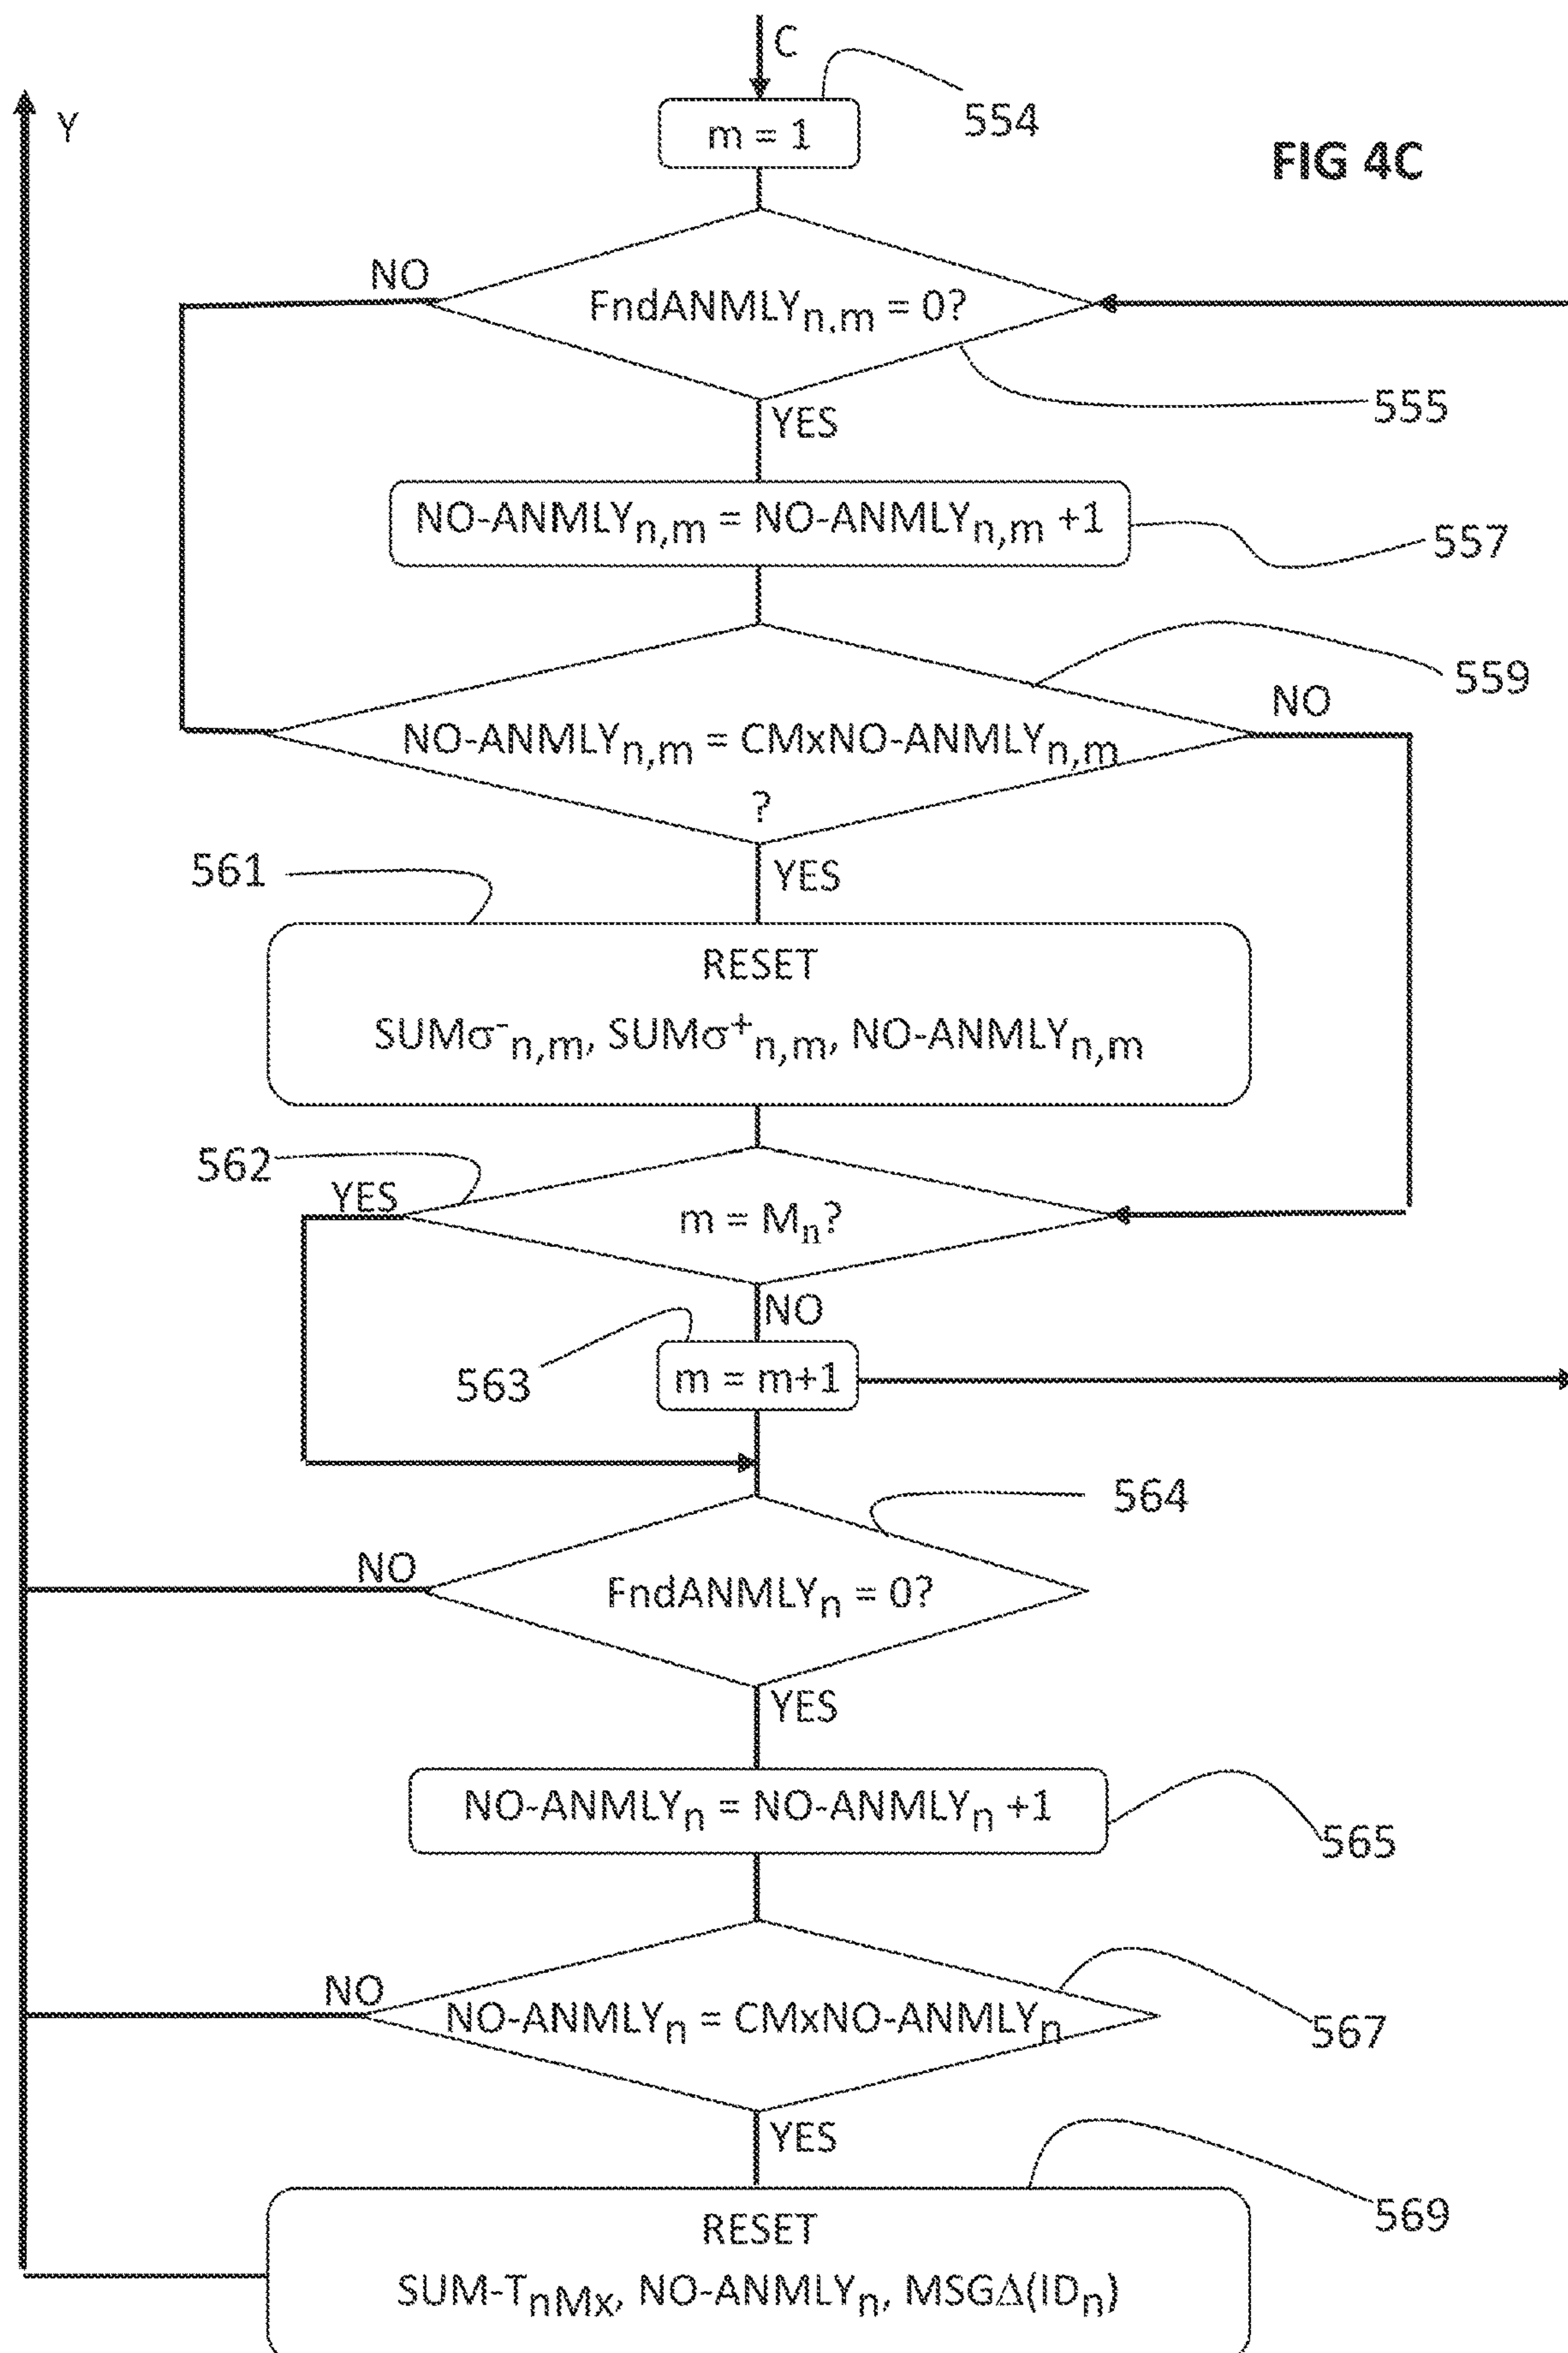 C
554
Y
m = 1
FIG 4C
NO
FndANMLYn,m = 0?
555
YES
NO-ANMLYn,m = NO-ANMLYn,m +1
557
559
NO
NO-ANMLYn,m = CMxNO-ANMLYn,m
?
561
YES
RESET
SUMσ-n,m, SUMσ+n,m, NO-ANMLYn,m
562
YES
m = Mn?
NO
563
m = m+1
564
NO
FndANMLYn = 0?
YES
NO-ANMLYn = NO-ANMLYn +1
565
NO
NO-ANMLYn = CMxNO-ANMLYn
567
YES
569
RESET
SUM-TnMx, NO-ANMLYn, MSGΔ(IDn)